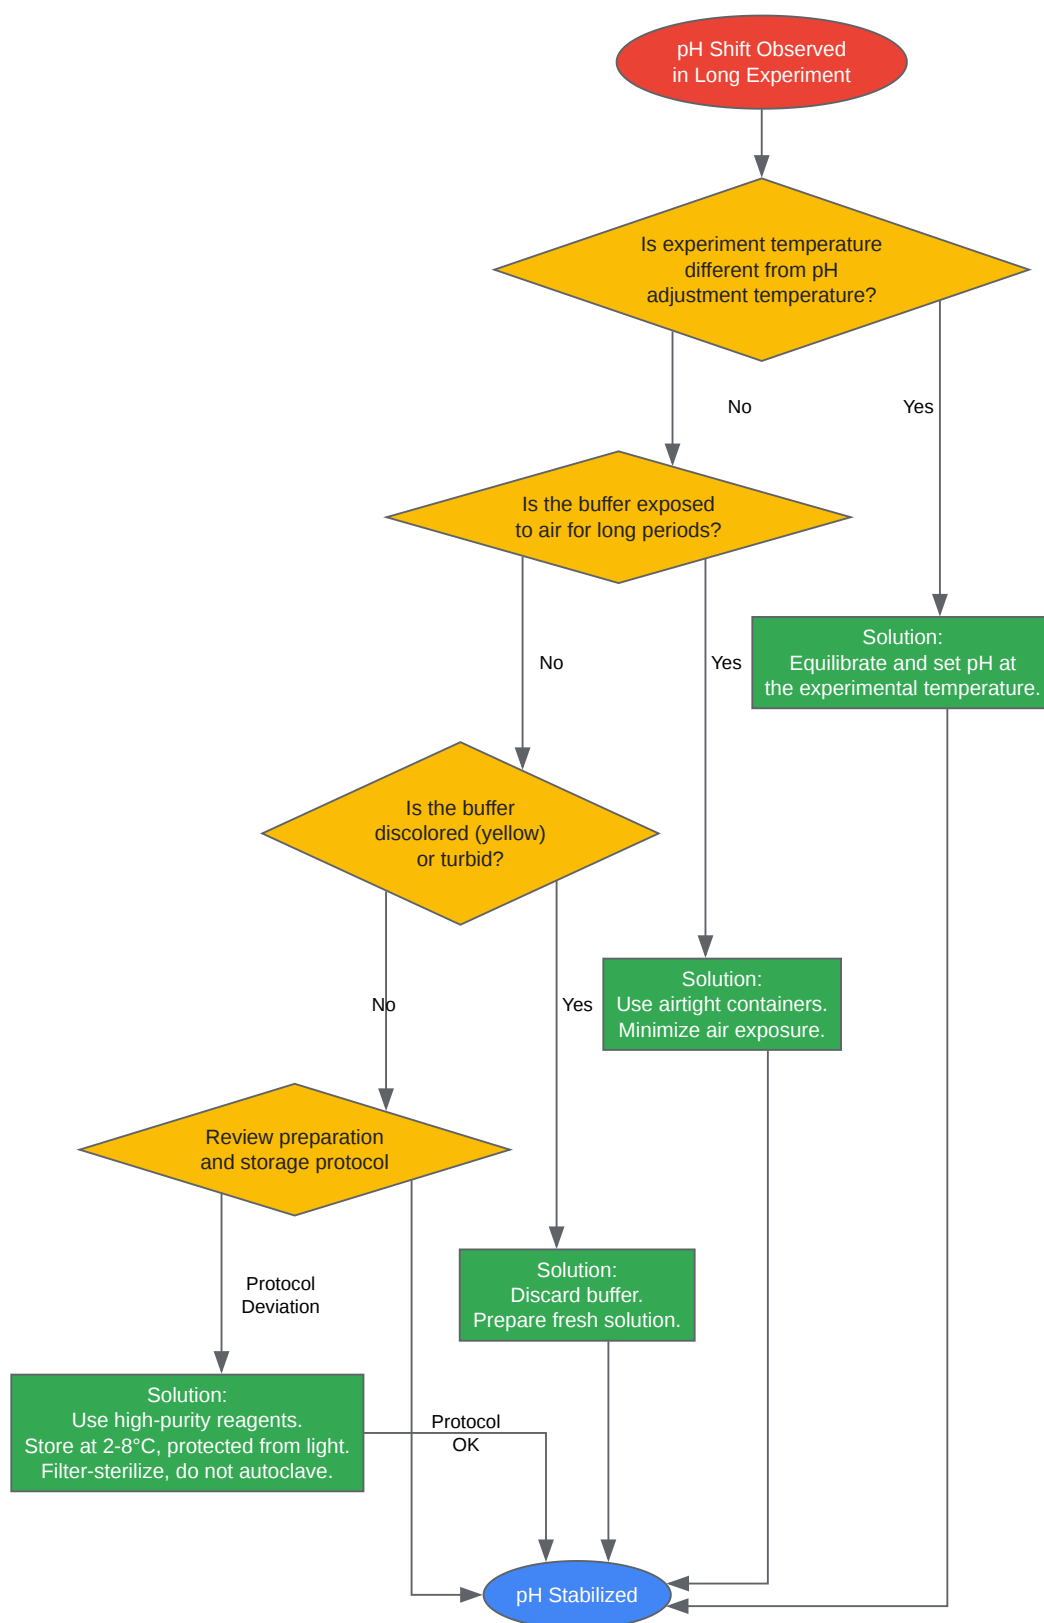 pH Shift Observed
in Long Experiment
Is experiment temperature
different from pH
adjustment temperature?
No
Yes
Is the buffer exposed
to air for long periods?
Solution:
Equilibrate and set pH at
the experimental temperature.
No
Yes
Is the buffer
discolored (yellow)
or turbid?
Solution:
Use airtight containers.
Minimize air exposure.
No
Yes
Review preparation
and storage protocol
Solution:
Discard buffer.
Prepare fresh solution.
Protocol
Deviation
Solution:
Use high-purity reagents.
Store at 2-8°C, protected from light.
Filter-sterilize, do not autoclave.
Protocol
OK
pH Stabilized